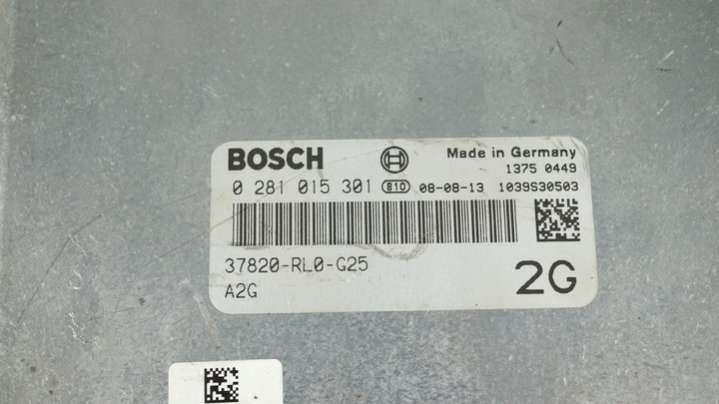 BOSCH
Made in Germany
1375 0449
0 281 015 301 810 08-08-13 1039S30503
37820-RL0-G25
A2G
2G